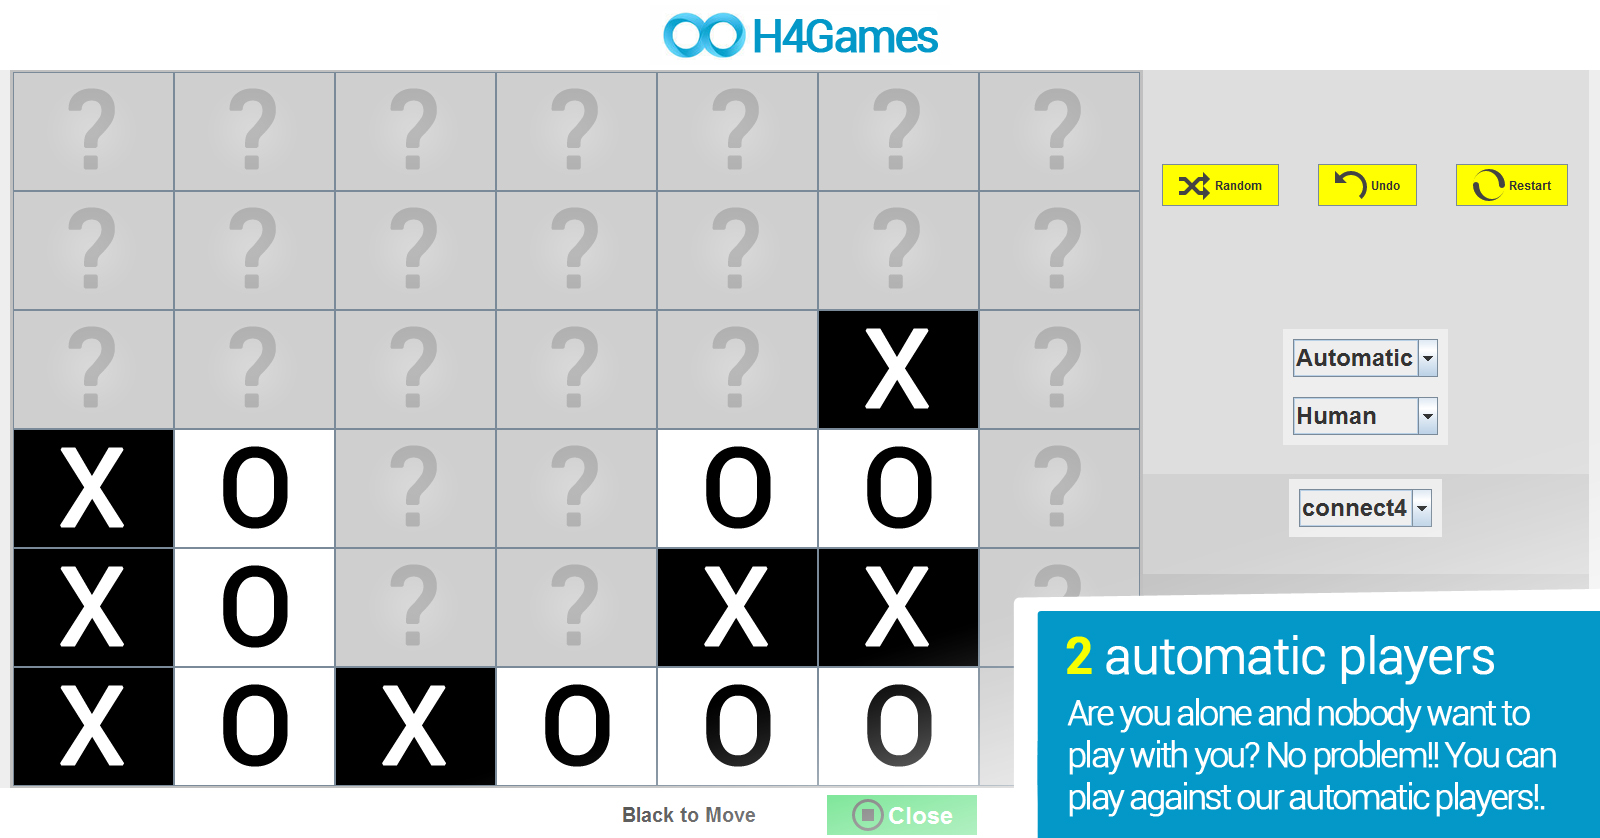 H4Games
? ? ? ? ? ? ?
? ? ? ? ? ? ?
? ? ? ? ? X ?
X O ? ? O O ?
X O ? ? X X ?
X O X O O O
Random Undo Restart
Automatic
Human
connect4
2 automatic players
Are you alone and nobody want to
play with you? No problem!! You can
play against our automatic players!.
Black to Move
Close